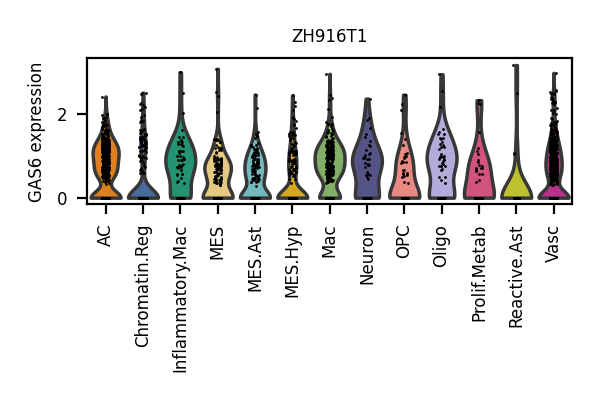 ZH916T1
GAS6 expression
2
0
AC
Chromatin.Reg
Inflammatory.Mac
MES
MES.Ast
MES.Hyp
Mac
Neuron
OPC
Oligo
Prolif.Metab
Reactive.Ast
Vasc